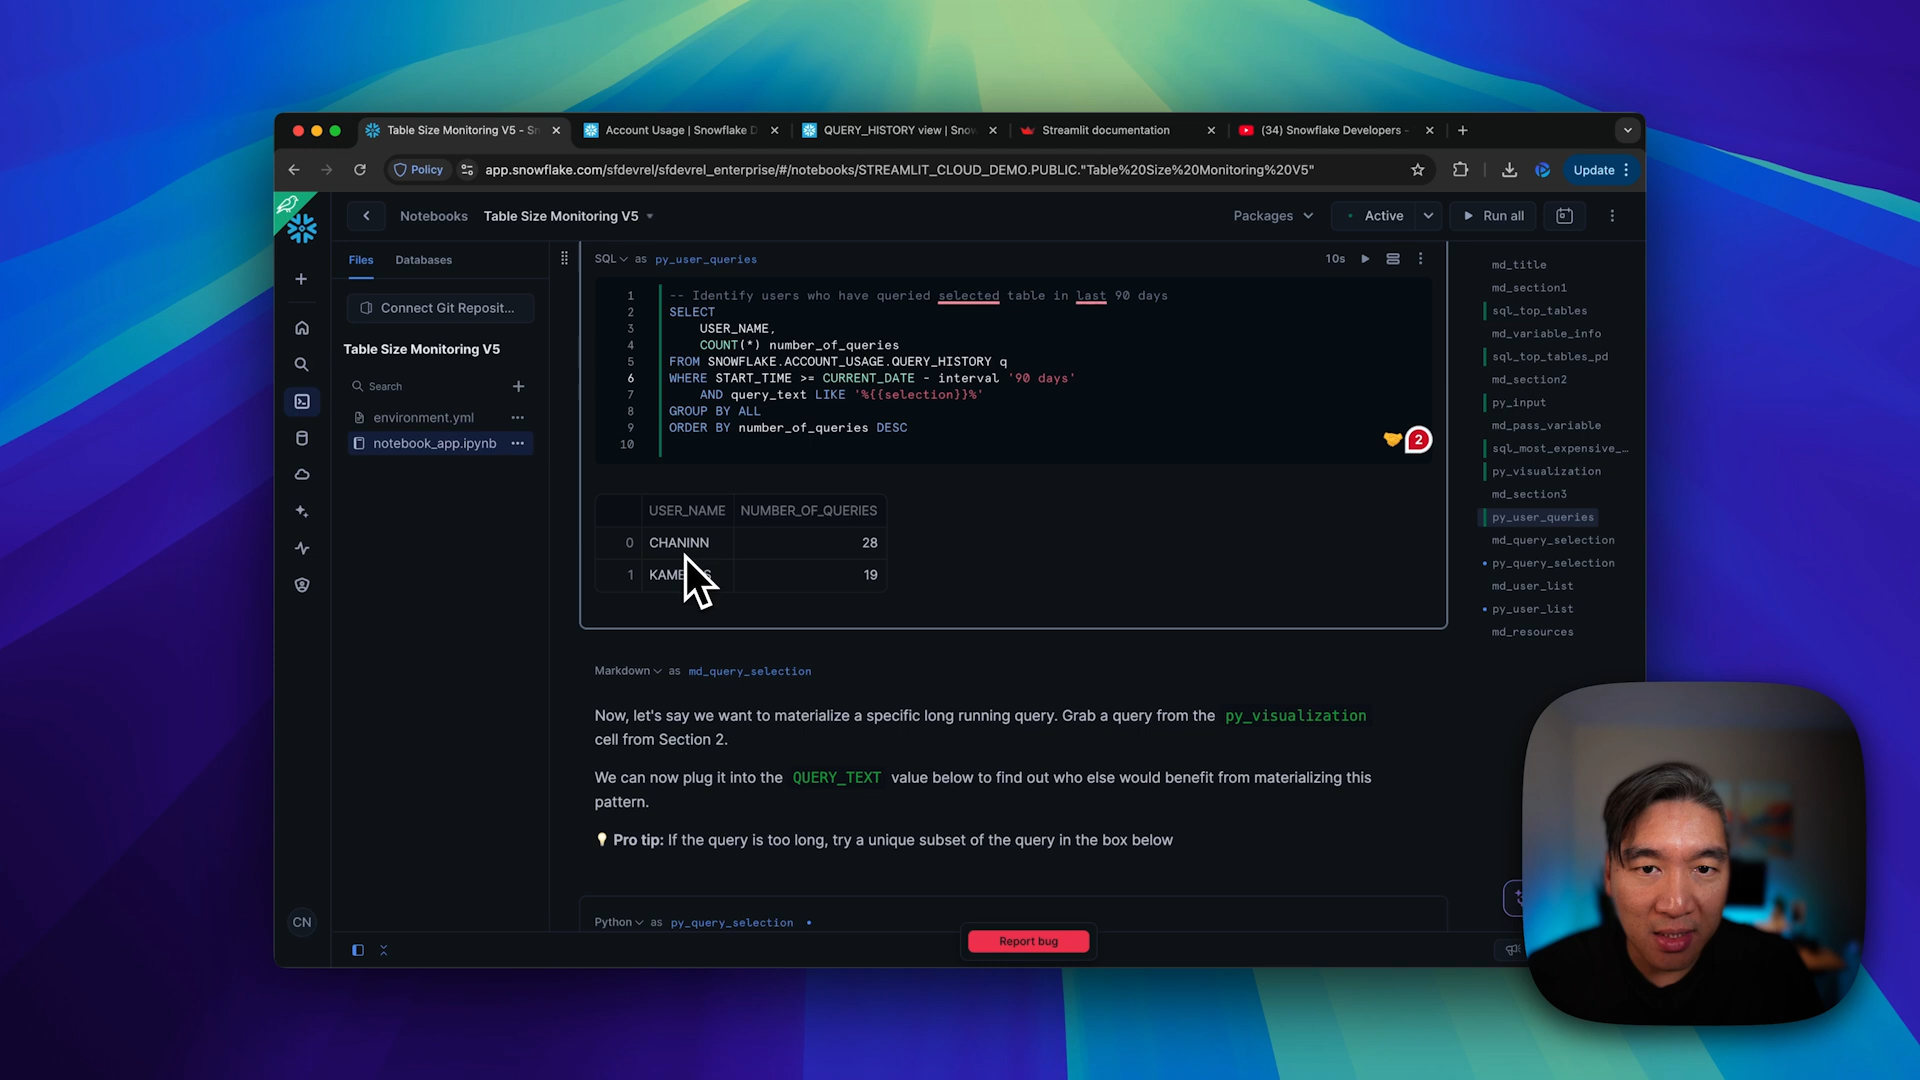 Table Size Monitoring V5 - Sn
Account Usage | Snowflake D
QUERY_HISTORY view | Snow
Streamlit documentation
(34) Snowflake Developers -
Policy
app.snowflake.com/sfdevrel/sfdevrel_enterprise/#/notebooks/STREAMLIT_CLOUD_DEMO.PUBLIC."Table%20Size%20Monitoring%20V5"
Update
Notebooks
Table Size Monitoring V5
Packages
Active
Run all
Files
Databases
Connect Git Reposit...
Table Size Monitoring V5
Search
environment.yml
notebook_app.ipynb
CN
SQL as py_user_queries
10s
1 -- Identify users who have queried selected table in last 90 days
2 SELECT
3 USER_NAME,
4 COUNT(*) number_of_queries
5 FROM SNOWFLAKE.ACCOUNT_USAGE.QUERY_HISTORY q
6 WHERE START_TIME >= CURRENT_DATE - interval '90 days'
7 AND query_text LIKE '%{{selection}}%'
8 GROUP BY ALL
9 ORDER BY number_of_queries DESC
10
2
USER_NAME NUMBER_OF_QUERIES
0 CHANINN 28
1 19
Markdown as md_query_selection
Now, let's say we want to materialize a specific long running query. Grab a query from the py_visualization
cell from Section 2.
We can now plug it into the QUERY_TEXT value below to find out who else would benefit from materializing this
pattern.
Pro tip: If the query is too long, try a unique subset of the query in the box below
Python as py_query_selection
Report bug
md_title
md_section1
sql_top_tables
md_variable_info
sql_top_tables_pd
md_section2
py_input
md_pass_variable
sql_most_expensive_…
py_visualization
md_section3
py_user_queries
md_query_selection
py_query_selection
md_user_list
py_user_list
md_resources